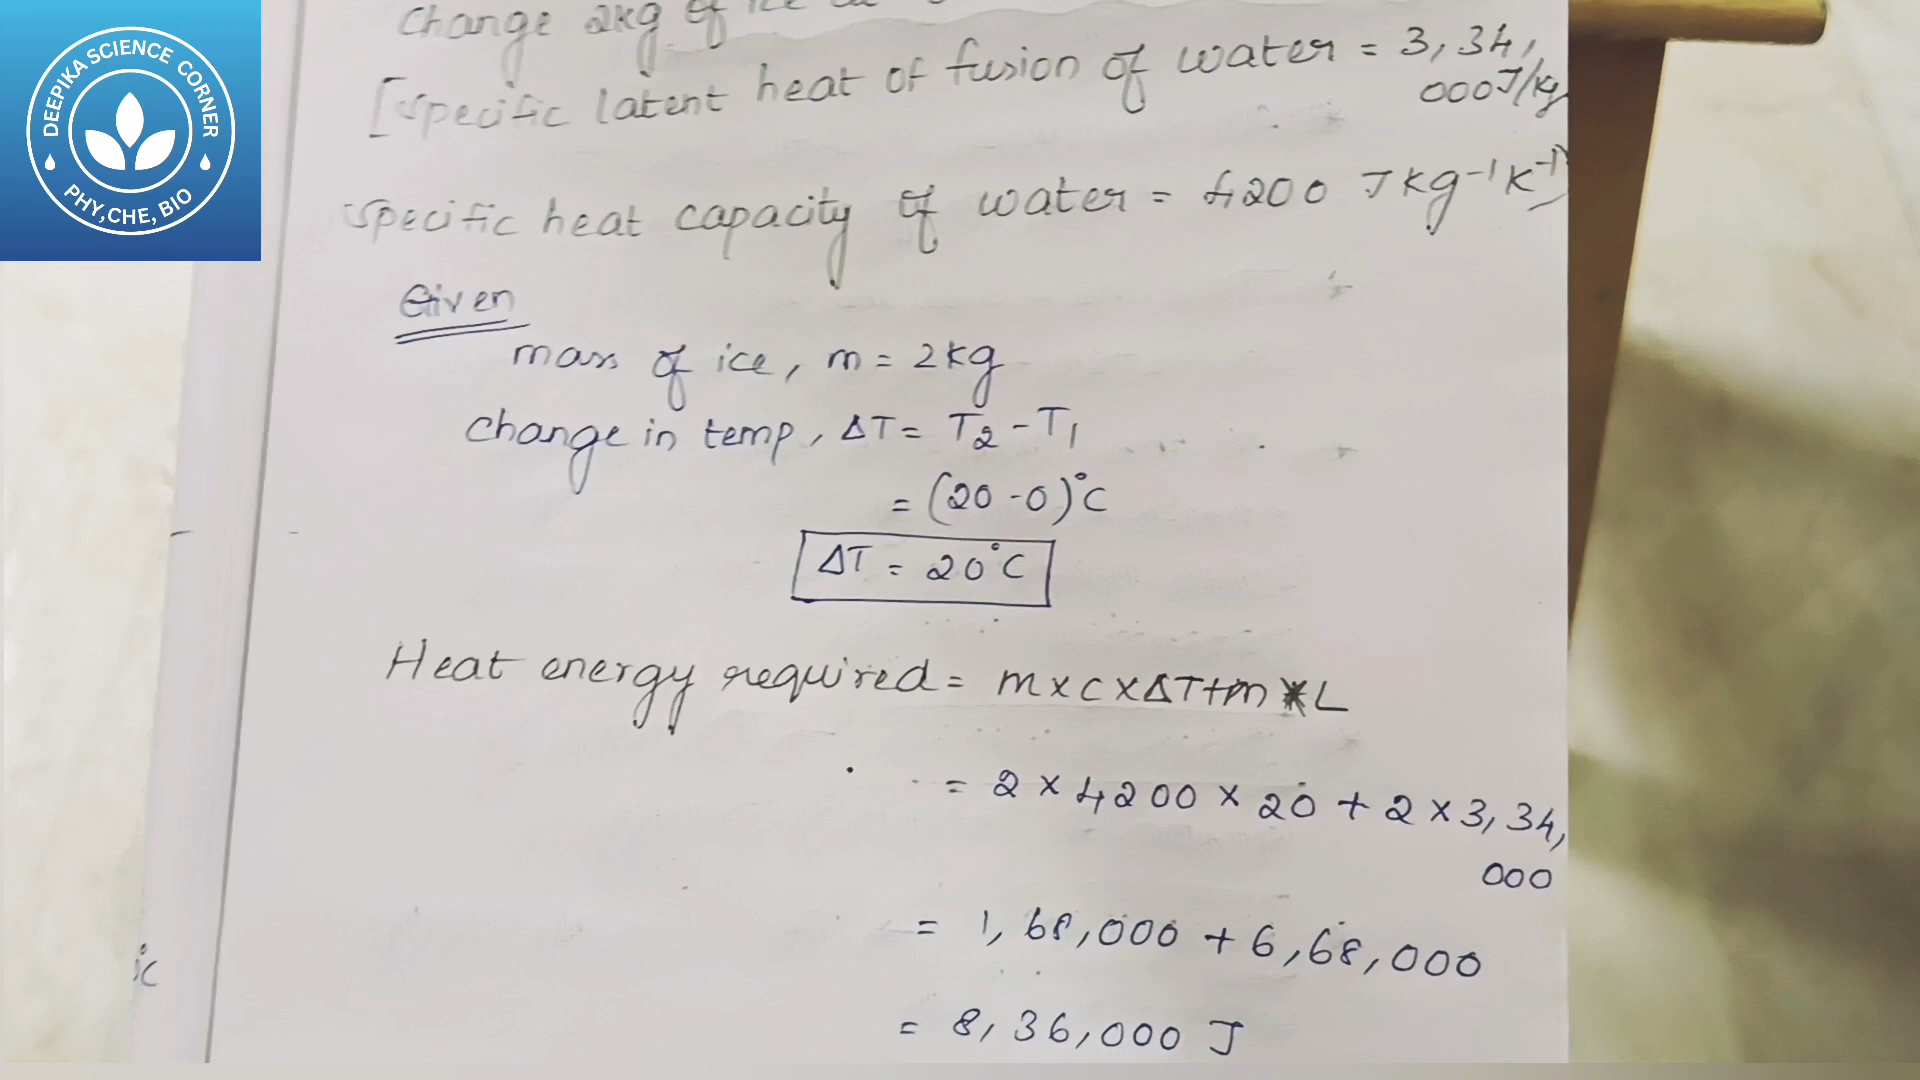 DEEPIKA SCIENCE CORNER
PHY,CHE, BIO
Change 2kg of ice
[Specific latent heat of fusion of water = 3,34,
000J/kg
Specific heat capacity of water = 4200 J kg⁻¹ K⁻¹]
Given
mass of ice, m = 2kg
change in temp, ΔT = T₂ - T₁
= (20 - 0)°C
ΔT = 20°C
Heat energy required = m x c x ΔT + m x L
= 2 x 4200 x 20 + 2 x 3,34,
000
= 1,68,000 + 6,68,000
= 8,36,000 J
°C